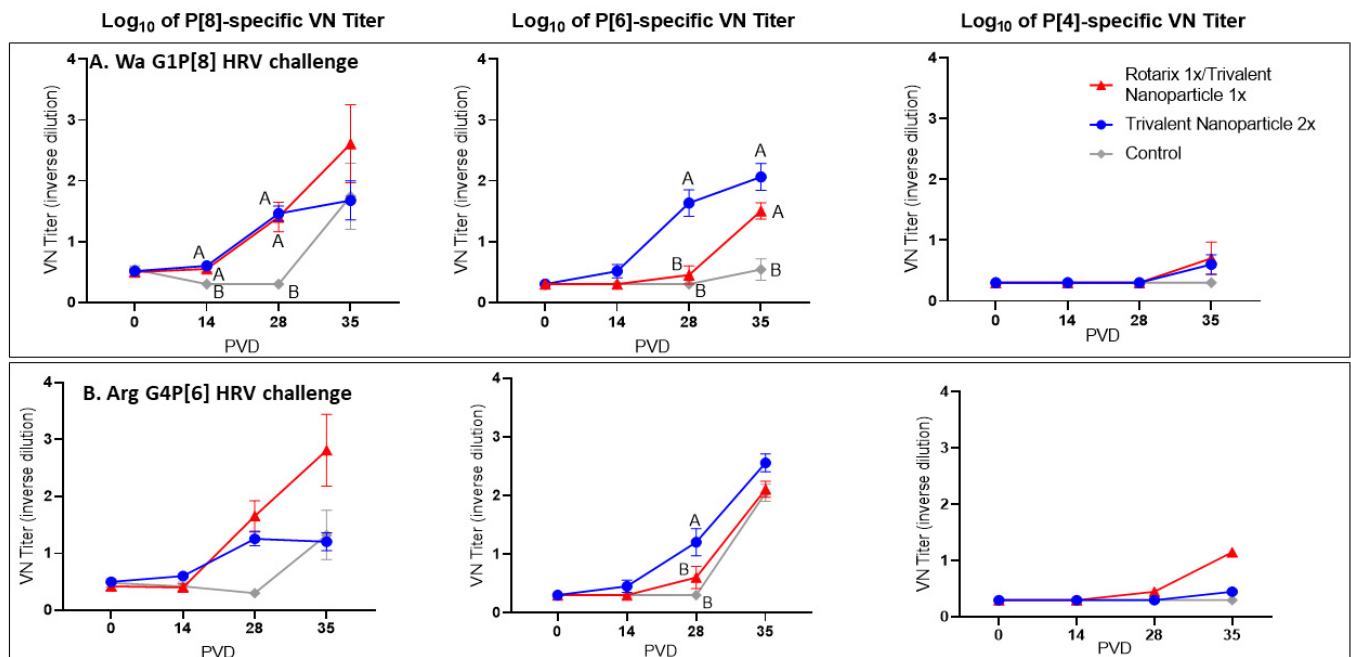 Log₁₀ of P[8]-specific VN Titer
Log₁₀ of P[6]-specific VN Titer
Log₁₀ of P[4]-specific VN Titer
A. Wa G1P[8] HRV challenge
VN Titer (inverse dilution)
4
3
2
1
0
A
A
B
A
A
B
0
14
28
35
PVD
VN Titer (inverse dilution)
4
3
2
1
0
A
B
B
A
A
B
0
14
28
35
PVD
VN Titer (inverse dilution)
4
3
2
1
0
0
14
28
35
PVD
Rotarix 1x/Trivalent
Nanoparticle 1x
Trivalent Nanoparticle 2x
Control
B. Arg G4P[6] HRV challenge
VN Titer (inverse dilution)
4
3
2
1
0
0
14
28
35
PVD
VN Titer (inverse dilution)
4
3
2
1
0
A
B
B
0
14
28
35
PVD
VN Titer (inverse dilution)
4
3
2
1
0
0
14
28
35
PVD